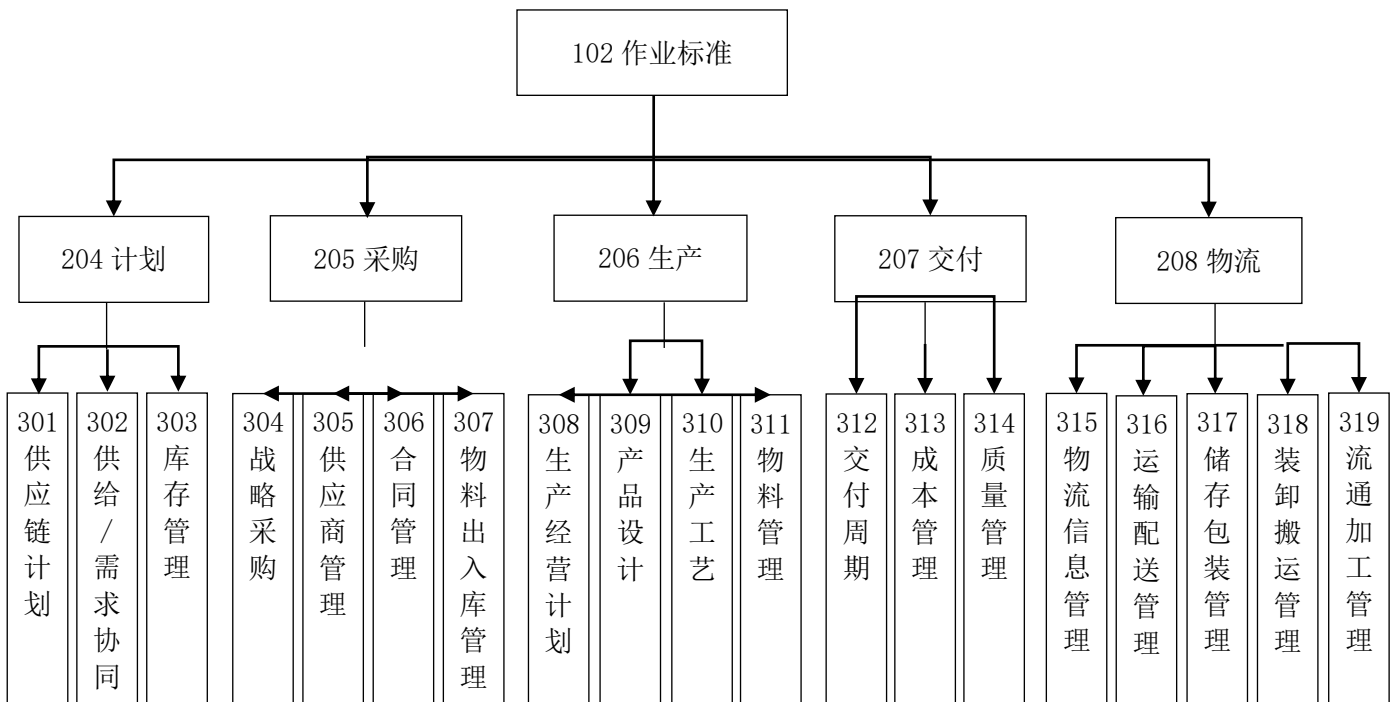 102 作业标准
204 计划
205 采购
206 生产
207 交付
208 物流
301 供应链计划
302 供给/需求协同
303 库存管理
304 战略采购
305 供应商管理
306 合同管理
307 物料出入库管理
308 生产经营计划
309 产品设计
310 生产工艺
311 物料管理
312 交付周期
313 成本管理
314 质量管理
315 物流信息管理
316 运输配送管理
317 储存包装管理
318 装卸搬运管理
319 流通加工管理